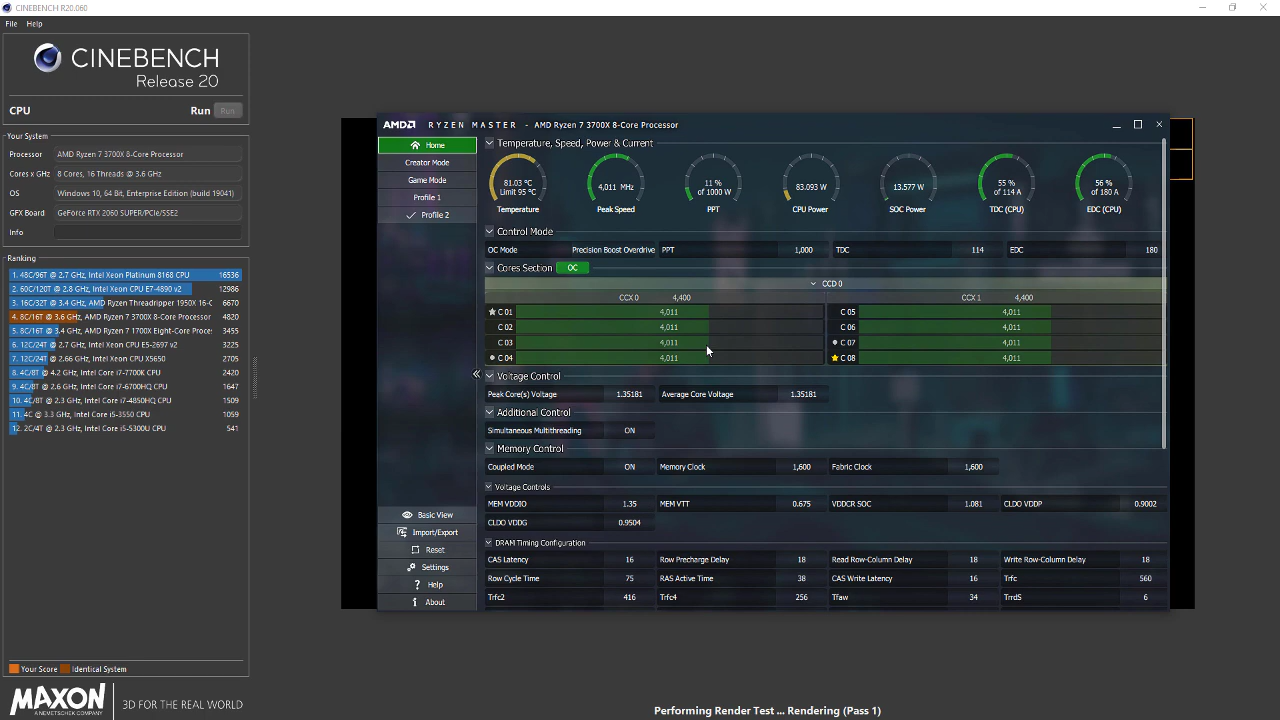 CINEBENCH R20.060
File Help
CINEBENCH
Release 20
CPU Run Run
Your System
Processor AMD Ryzen 7 3700X 8-Core Processor
Cores x GHz 8 Cores, 16 Threads @ 3.6 GHz
OS Windows 10, 64 Bit, Enterprise Edition (build 19041)
GFX Board GeForce RTX 2060 SUPER/PCIe/SSE2
Info
Ranking
1. 48C/96T @ 2.7 GHz, Intel Xeon Platinum 8168 CPU 16536
2. 60C/120T @ 2.8 GHz, Intel Xeon CPU E7-4890 v2 12986
3. 16C/32T @ 3.4 GHz, AMD Ryzen Threadripper 1950X 16-C 6670
4. 8C/16T @ 3.6 GHz, AMD Ryzen 7 3700X 8-Core Processor 4820
5. 8C/16T @ 3.4 GHz, AMD Ryzen 7 1700X Eight-Core Proces 3455
6. 12C/24T @ 2.7 GHz, Intel Xeon CPU E5-2697 v2 3225
7. 12C/24T @ 2.66 GHz, Intel Xeon CPU X5650 2705
8. 4C/8T @ 4.2 GHz, Intel Core i7-7700K CPU 2420
9. 4C/8T @ 2.6 GHz, Intel Core i7-6700HQ CPU 1647
10. 4C/8T @ 2.3 GHz, Intel Core i7-4850HQ CPU 1509
11. 4C @ 3.3 GHz, Intel Core i5-3550 CPU 1059
12. 2C/4T @ 2.3 GHz, Intel Core i5-5300U CPU 541
Your Score Identical System
MAXON 3D FOR THE REAL WORLD
A NEMETSCHEK COMPANY
AMD RYZEN MASTER - AMD Ryzen 7 3700X 8-Core Processor
Home
Creator Mode
Game Mode
Profile 1
Profile 2
Basic View
Import/Export
Reset
Settings
Help
About
Temperature, Speed, Power & Current
81.03 °C 4,011 MHz 11 % 83.093 W 13.577 W 55 % 56 %
Limit 95 °C of 1000 W of 114 A of 180 A
Temperature Peak Speed PPT CPU Power SOC Power TDC (CPU) EDC (CPU)
Control Mode
OC Mode Precision Boost Overdrive PPT 1,000 TDC 114 EDC 180
Cores Section OC
CCD 0
CCX 0 4,400 CCX 1 4,400
C 01 4,011 C 05 4,011
C 02 4,011 C 06 4,011
C 03 4,011 C 07 4,011
C 04 4,011 C 08 4,011
Voltage Control
Peak Core(s) Voltage 1.35181 Average Core Voltage 1.35181
Additional Control
Simultaneous Multithreading ON
Memory Control
Coupled Mode ON Memory Clock 1,600 Fabric Clock 1,600
Voltage Controls
MEM VDDIO 1.35 MEM VTT 0.675 VDDCR SOC 1.081 CLDO VDDP 0.9002
CLDO VDDG 0.9504
DRAM Timing Configuration
CAS Latency 16 Row Precharge Delay 18 Read Row-Column Delay 18 Write Row-Column Delay 18
Row Cycle Time 75 RAS Active Time 38 CAS Write Latency 16 Trfc 560
Trfc2 416 Trfc4 256 Tfaw 34 TrrdS 6
Performing Render Test ... Rendering (Pass 1)